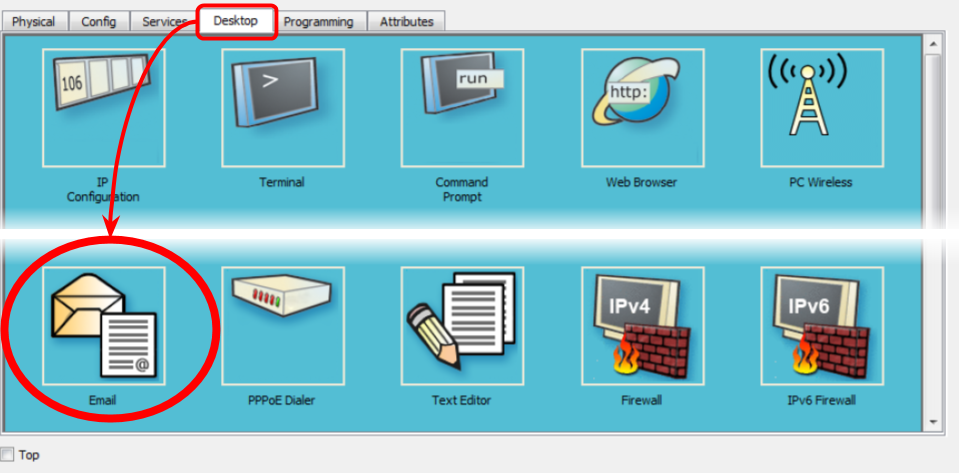 Physical Config Services Desktop Programming Attributes
106
>
run
http:
IP
Configuration
Terminal
Command
Prompt
Web Browser
PC Wireless
@
IPv4
IPv6
Email
PPPoE Dialer
Text Editor
Firewall
IPv6 Firewall
Top